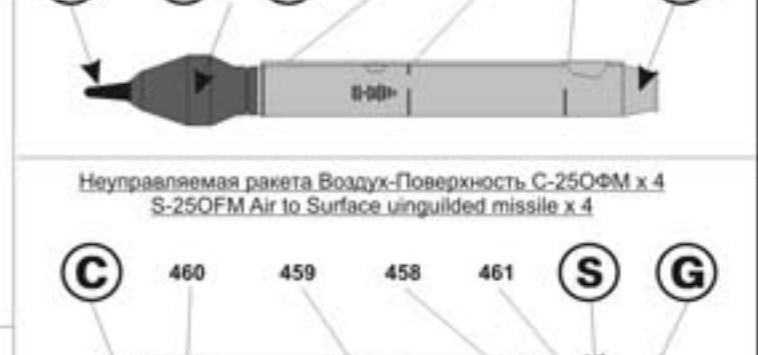 Неуправляемая ракета Воздух-Поверхность С-25ОФМ x 4
S-25OFM Air to Surface uinguilded missile x 4
C 460 459 458 461 S G